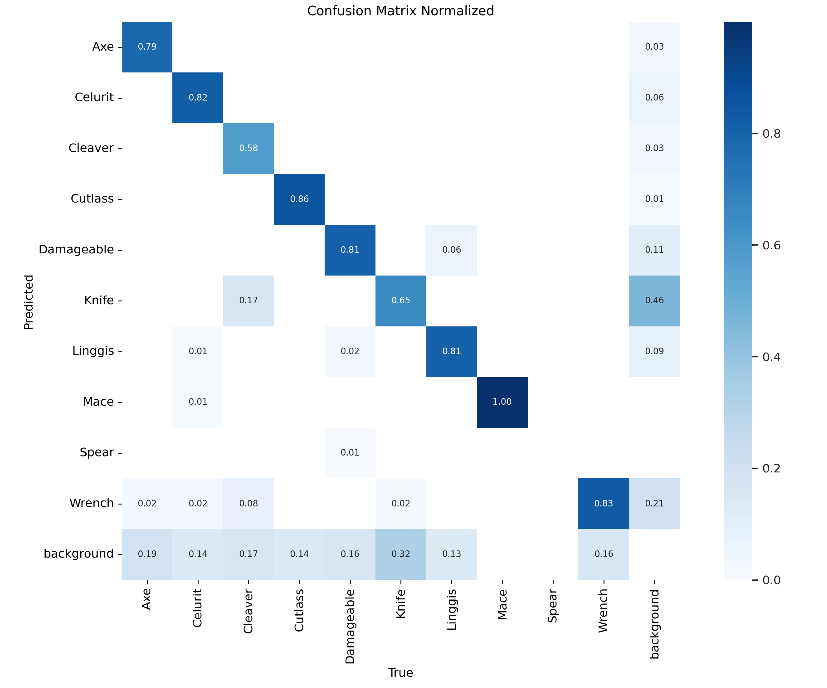 Confusion Matrix Normalized
Axe 0.79 0.03
Celurit 0.82 0.06
Cleaver 0.58 0.03
0.8
Cutlass 0.86 0.01
Damageable 0.81 0.06 0.11
0.6
Predicted
Knife 0.17 0.65 0.46
Linggis 0.01 0.02 0.81 0.09
0.4
Mace 0.01 1.00
Spear 0.01
0.2
Wrench 0.02 0.02 0.08 0.02 0.83 0.21
background 0.19 0.14 0.17 0.14 0.16 0.32 0.13 0.16
0.0
Axe Celurit Cleaver Cutlass Damageable Knife Linggis Mace Spear Wrench background
True